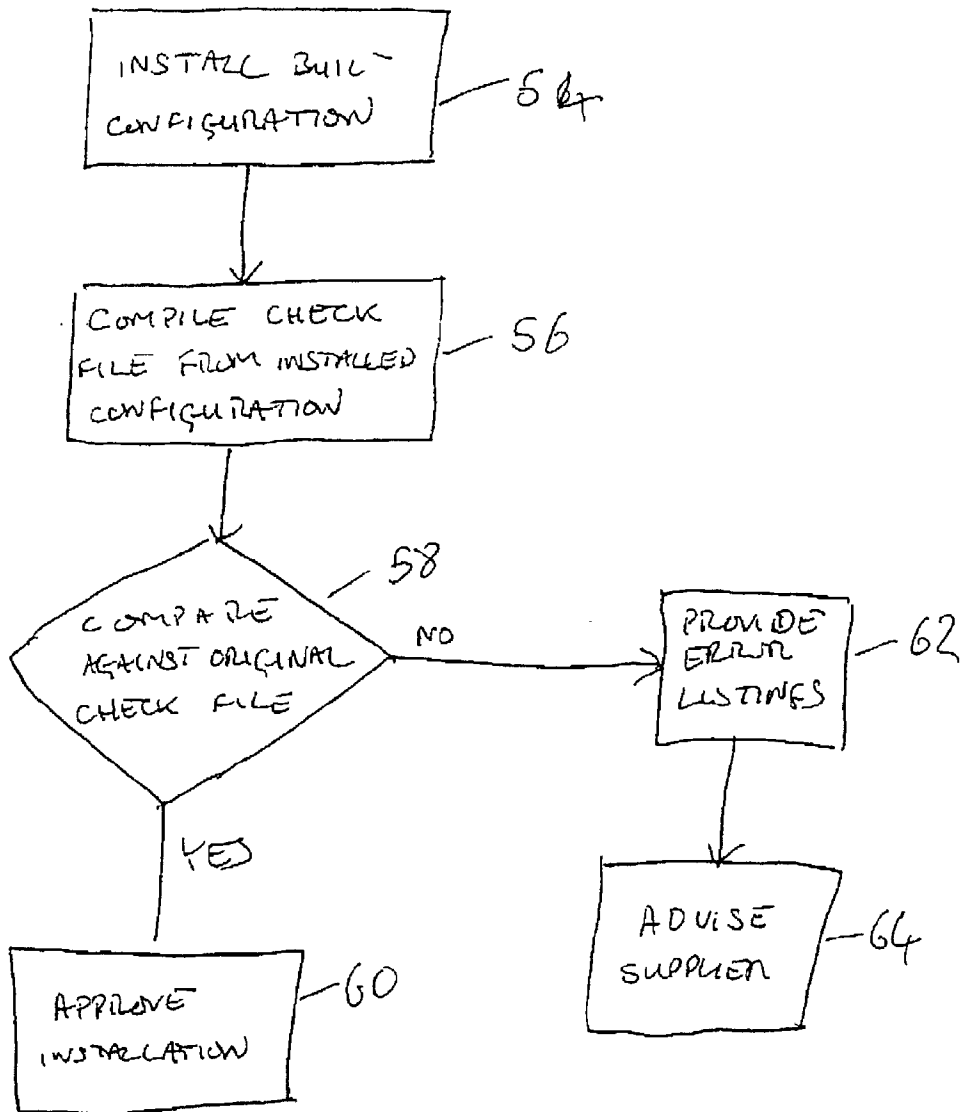 INSTALL BUILT
CONFIGURATION
54
COMPILE CHECK
FILE FROM INSTALLED
CONFIGURATION
56
COMPARE
AGAINST ORIGINAL
CHECK FILE
58
NO
YES
PROVIDE
ERROR
LISTINGS
62
ADVISE
SUPPLIER
64
APPROVE
INSTALLATION
60